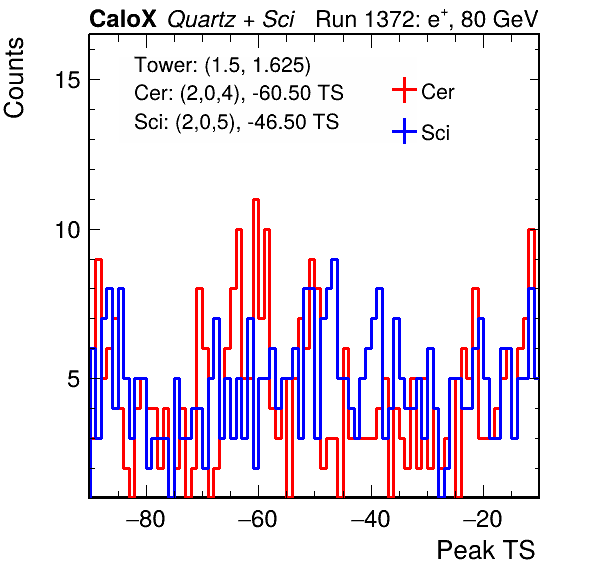 CaloX Quartz + Sci Run 1372: e+, 80 GeV
Counts
Tower: (1.5, 1.625)
Cer: (2,0,4), -60.50 TS
Sci: (2,0,5), -46.50 TS
Cer
Sci
15
10
5
−80 −60 −40 −20
Peak TS